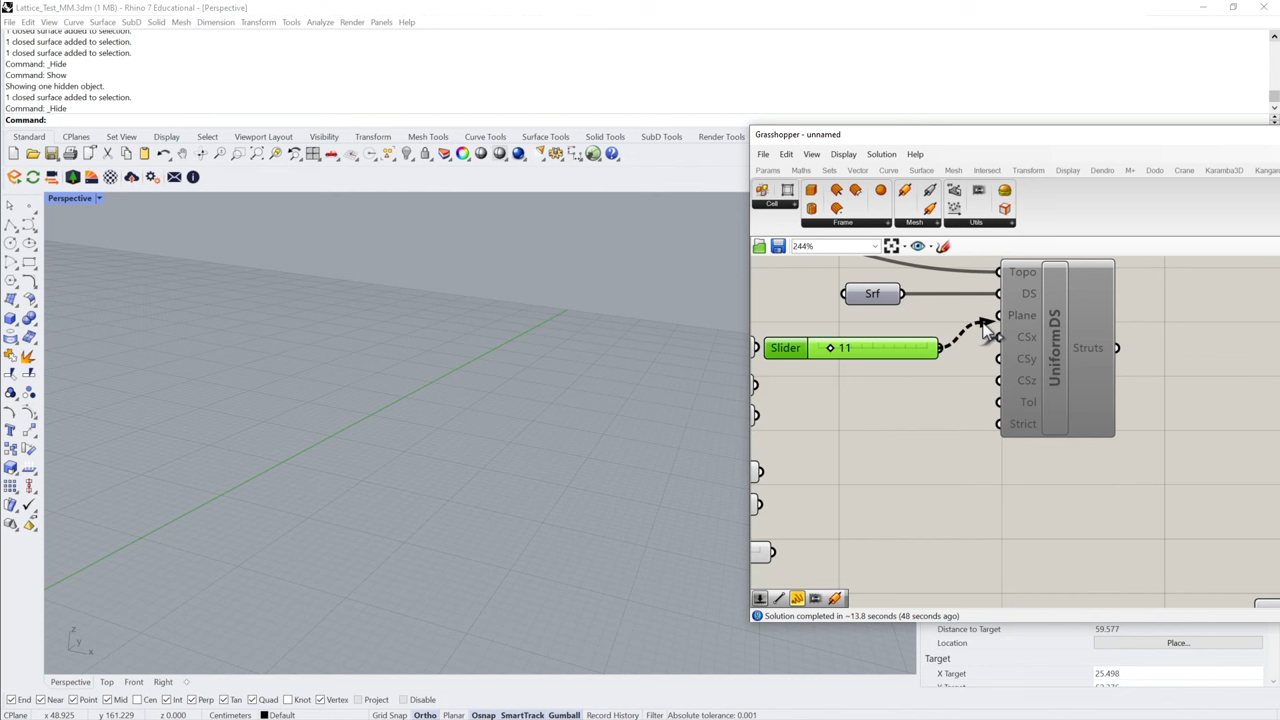 Lattice_Test_MM.3dm (1 MB) - Rhino 7 Educational - [Perspective]
File Edit View Curve Surface SubD Solid Mesh Dimension Transform Tools Analyze Render Panels Help
1 closed surface added to selection.
1 closed surface added to selection.
1 closed surface added to selection.
Command: _Hide
Command: Show
Showing one hidden object.
1 closed surface added to selection.
Command: _Hide
Command:
Standard CPlanes Set View Display Select Viewport Layout Visibility Transform Mesh Tools Curve Tools Surface Tools Solid Tools SubD Tools Render Tools
Perspective
Grasshopper - unnamed
File Edit View Display Solution Help
Params Maths Sets Vector Curve Surface Mesh Intersect Transform Display Dendro M+ Dodo Crane Karamba3D
Cell Frame Mesh Utils
244%
Topo
Srf DS
Plane
Slider 11 CSx
CSy
CSz
Tol
Strict
UniformDS
Struts
Solution completed in ~13.8 seconds (48 seconds ago)
Distance to Target 59.577
Location Place...
Target
X Target 25.498
z
y
x
Perspective Top Front Right
End Near Point Mid Cen Int Perp Tan Quad Knot Vertex Project Disable
CPlane x 48.925 y 161.229 z 0.000 Centimeters Default Grid Snap Ortho Planar Osnap SmartTrack Gumball Record History Filter Absolute tolerance: 0.001